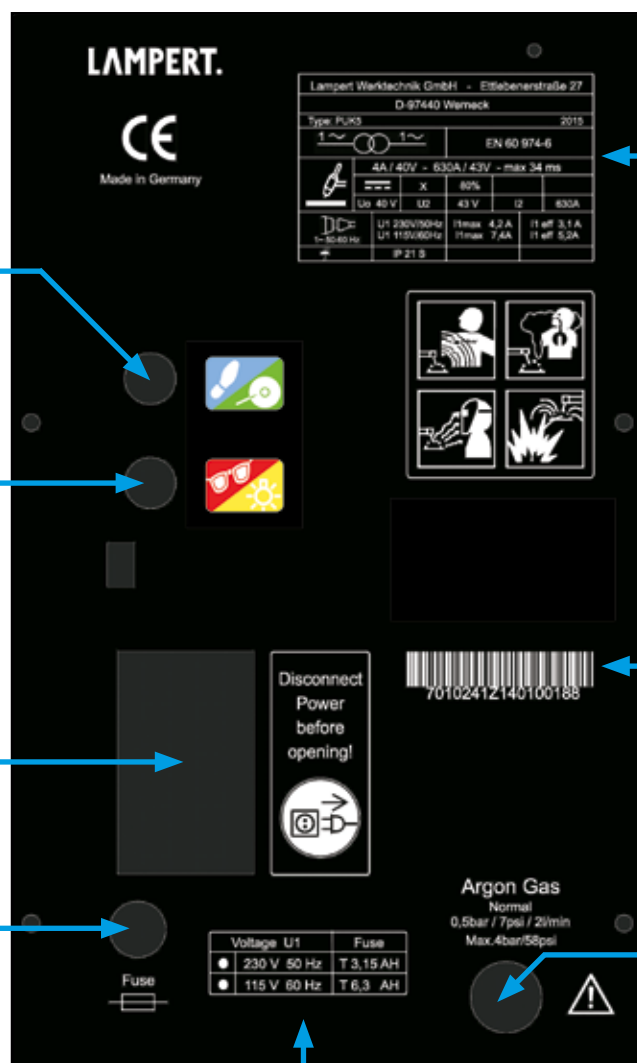 LAMPERT.
CE
Made in Germany
Lampert Werktechnik GmbH - Ettlebenerstraße 27
D-97440 Werneck
Type: PUK5 2015
1~ 1~ EN 60 974-6
4A / 40V - 630A / 43V - max 34 ms
X 80%
Uo 40 V U2 43 V I2 630A
U1 230V/50Hz I1max 4,2 A I1 eff 3,1 A
1~ 50-60 Hz U1 115V/60Hz I1max 7,4A I1 eff 5,2A
IP 21 S
7010241Z140100188
Disconnect
Power
before
opening!
Argon Gas
Normal
0,5bar / 7psi / 2l/min
Max.4bar/58psi
Fuse
Voltage U1 Fuse
230 V 50 Hz T 3,15 AH
115 V 60 Hz T 6,3 AH